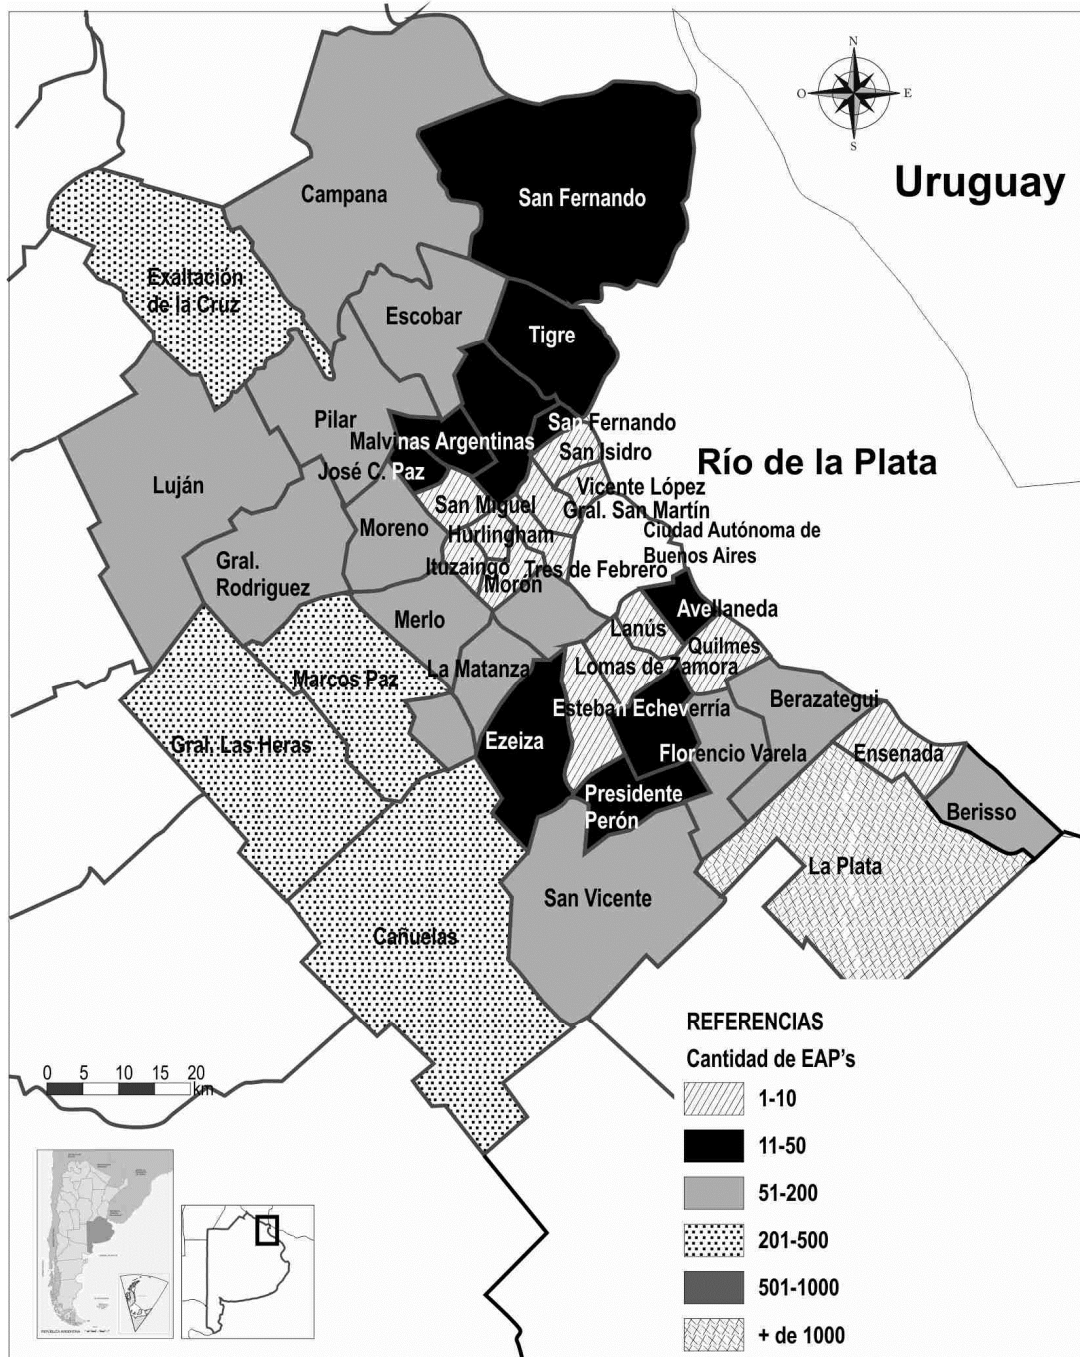 N
O
E
S
Uruguay
Campana
San Fernando
Exaltación
de la Cruz
Escobar
Tigre
Pilar
San Fernando
Malvinas Argentinas
San Isidro
Río de la Plata
José C. Paz
Luján
Vicente López
San Miguel
Gral. San Martín
Moreno
Hurlingham
Ciudad Autónoma de
Buenos Aires
Gral.
Rodriguez
Ituzaingó
Tres de Febrero
Morón
Merlo
Avellaneda
Lanús
Quilmes
La Matanza
Lomas de Zamora
Marcos Paz
Berazategui
Esteban Echeverría
Gral. Las Heras
Ezeiza
Florencio Varela
Ensenada
Presidente
Perón
Berisso
La Plata
San Vicente
Cañuelas
REFERENCIAS
Cantidad de EAP's
0 5 10 15 20
km
1-10
11-50
51-200
201-500
501-1000
+ de 1000